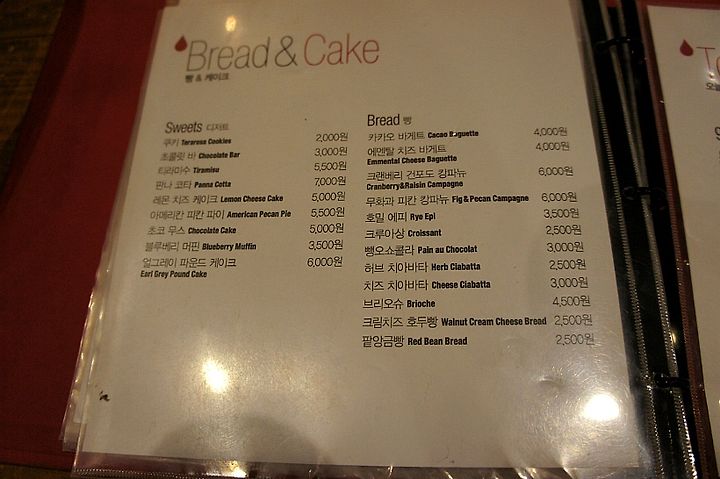 Bread & Cake
빵 & 케이크
Sweets 디저트
쿠키 Terarosa Cookies 2,000원
초콜릿 바 Chocolate Bar 3,000원
티라미수 Tiramisu 5,500원
판나 코타 Panna Cotta 7,000원
레몬 치즈 케이크 Lemon Cheese Cake 5,000원
아메리칸 피칸 파이 American Pecan Pie 5,500원
초코 무스 Chocolate Cake 5,000원
블루베리 머핀 Blueberry Muffin 3,500원
얼그레이 파운드 케이크 6,000원
Earl Grey Pound Cake
Bread 빵
카카오 바게트 Cacao Baguette 4,000원
에멘탈 치즈 바게트 4,000원
Emmental Cheese Baguette
크랜베리 건포도 캉파뉴 6,000원
Cranberry&Raisin Campagne
무화과 피칸 캉파뉴 Fig & Pecan Campagne 6,000원
호밀 에피 Rye Epi 3,500원
크루아상 Croissant 2,500원
뺑오쇼콜라 Pain au Chocolat 3,000원
허브 치아바타 Herb Ciabatta 2,500원
치즈 치아바타 Cheese Ciabatta 3,000원
브리오슈 Brioche 4,500원
크림치즈 호두빵 Walnut Cream Cheese Bread 2,500원
팥앙금빵 Red Bean Bread 2,500원